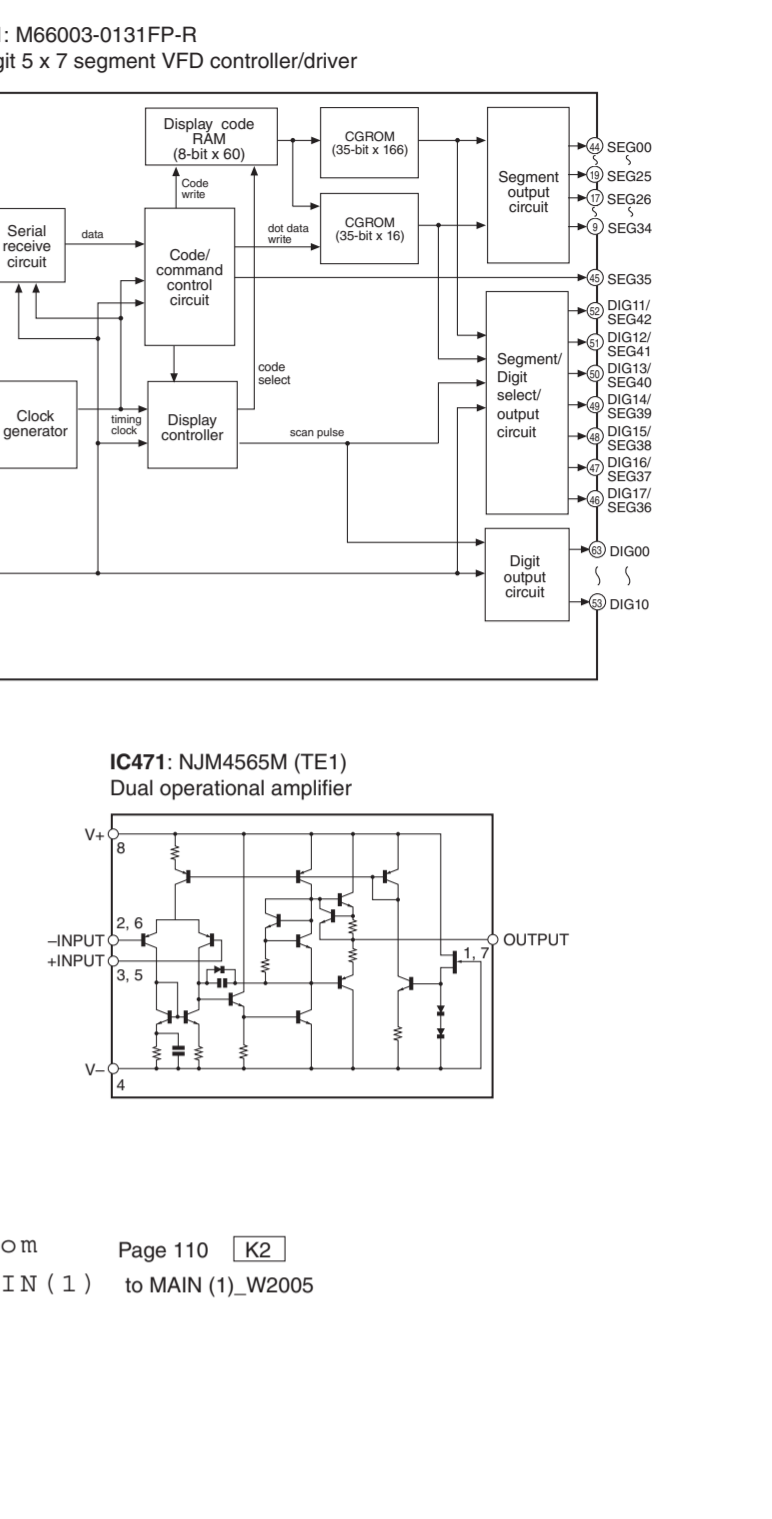 1: M66003-0131FP-R
git 5 x 7 segment VFD controller/driver
Display code
RAM
(8-bit x 60)
CGROM
(35-bit x 166)
Segment
output
circuit
44 SEG00
19 SEG25
17 SEG26
9 SEG34
Code
write
Serial
receive
circuit
data
Code/
command
control
circuit
dot data
write
CGROM
(35-bit x 16)
45 SEG35
code
select
Segment/
Digit
select/
output
circuit
52 DIG11/
SEG42
51 DIG12/
SEG41
50 DIG13/
SEG40
49 DIG14/
SEG39
48 DIG15/
SEG38
47 DIG16/
SEG37
46 DIG17/
SEG36
Clock
generator
timing
clock
Display
controller
scan pulse
Digit
output
circuit
63 DIG00
53 DIG10
IC471: NJM4565M (TE1)
Dual operational amplifier
V+
8
2, 6
–INPUT
+INPUT
3, 5
OUTPUT
1, 7
V–
4
om
Page 110 K2
IN(1)
to MAIN (1)_W2005